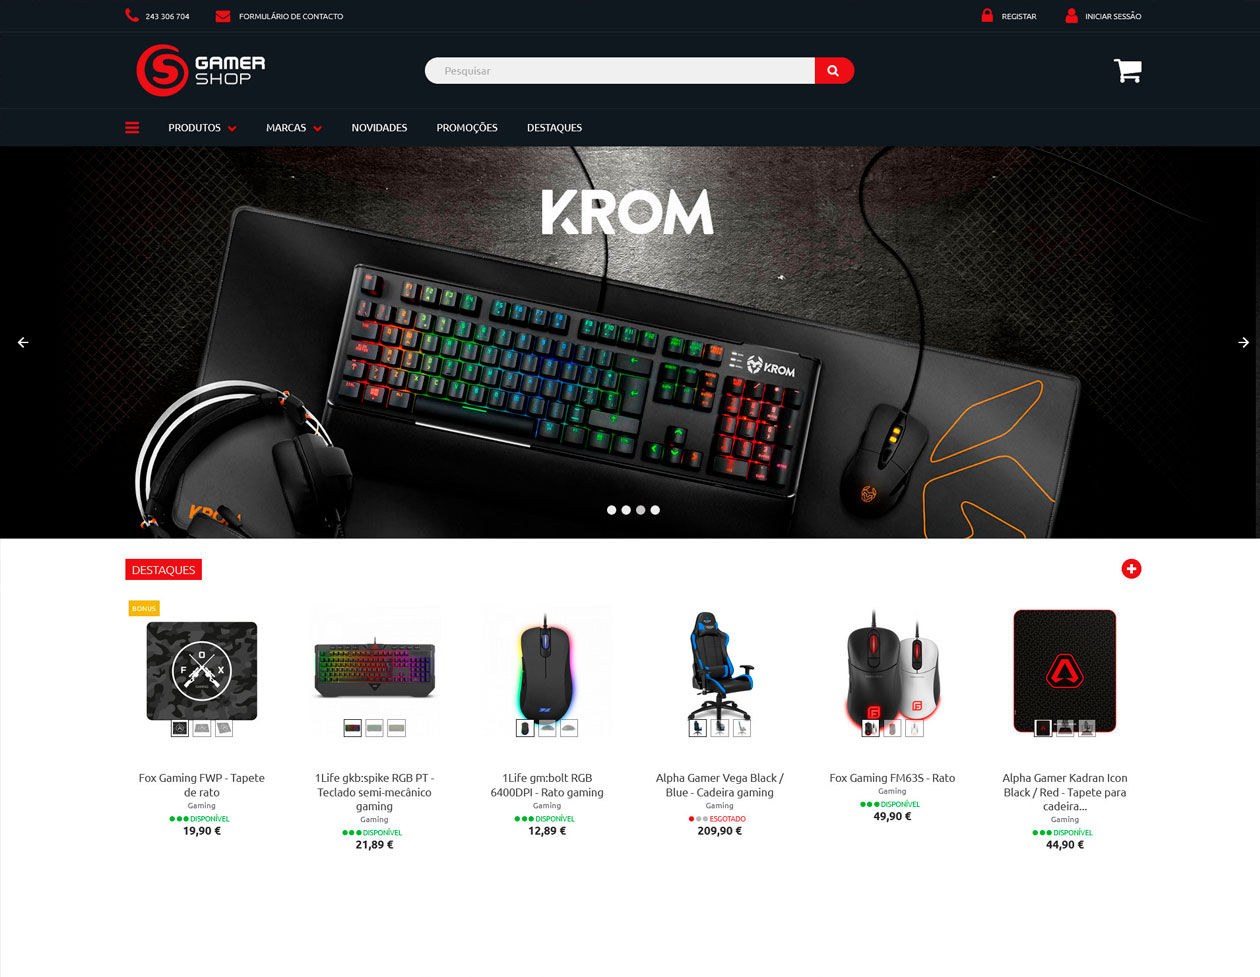 243 306 704
FORMULÁRIO DE CONTACTO
REGISTAR
INICIAR SESSÃO
GAMER
SHOP
Pesquisar
PRODUTOS
MARCAS
NOVIDADES
PROMOÇÕES
DESTAQUES
KROM
KROM
KROM
DESTAQUES
BONUS
F O X
Fox Gaming FWP - Tapete
de rato
Gaming
DISPONÍVEL
19,90 €
1Life gkb:spike RGB PT -
Teclado semi-mecânico
gaming
Gaming
DISPONÍVEL
21,89 €
1Life gm:bolt RGB
6400DPI - Rato gaming
Gaming
DISPONÍVEL
12,89 €
Alpha Gamer Vega Black /
Blue - Cadeira gaming
Gaming
ESGOTADO
209,90 €
Fox Gaming FM63S - Rato
Gaming
DISPONÍVEL
49,90 €
Alpha Gamer Kadran Icon
Black / Red - Tapete para
cadeira...
Gaming
DISPONÍVEL
44,90 €